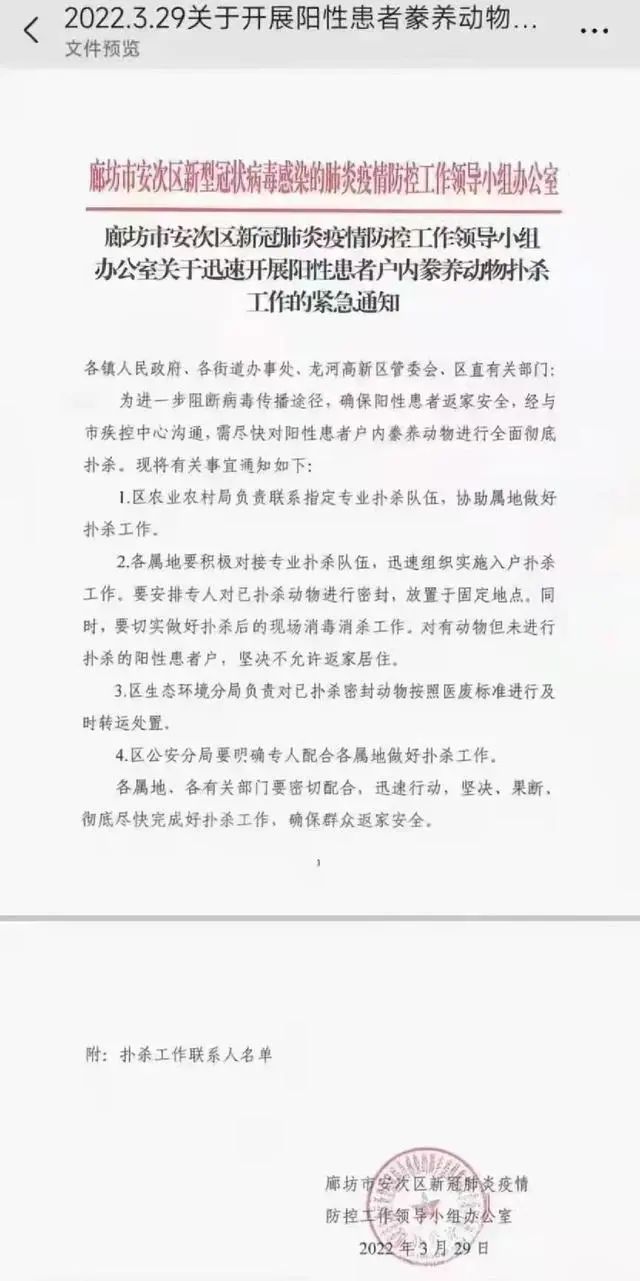 2022.3.29关于开展阳性患者豢养动物...
文件预览
廊坊市安次区新型冠状病毒感染的肺炎疫情防控工作领导小组办公室
廊坊市安次区新冠肺炎疫情防控工作领导小组
办公室关于迅速开展阳性患者户内豢养动物扑杀
工作的紧急通知
各镇人民政府、各街道办事处、龙河高新区管委会、区直有关部门：
为进一步阻断病毒传播途径，确保阳性患者返家安全，经与
市疾控中心沟通，需尽快对阳性患者户内豢养动物进行全面彻底
扑杀。现将有关事宜通知如下：
1.区农业农村局负责联系指定专业扑杀队伍，协助属地做好
扑杀工作。
2.各属地要积极对接专业扑杀队伍，迅速组织实施入户扑杀
工作。要安排专人对已扑杀动物进行密封，放置于固定地点。同
时，要切实做好扑杀后的现场消毒消杀工作。对有动物但未进行
扑杀的阳性患者户，坚决不允许返家居住。
3.区生态环境分局负责对已扑杀密封动物按照医废标准进行及
时转运处置。
4.区公安分局要明确专人配合各属地做好扑杀工作。
各属地、各有关部门要密切配合，迅速行动，坚决、果断、
彻底尽快完成好扑杀工作，确保群众返家安全。
1
附：扑杀工作联系人名单
廊坊市安次区新冠肺炎疫情
防控工作领导小组办公室
2022年3月29日